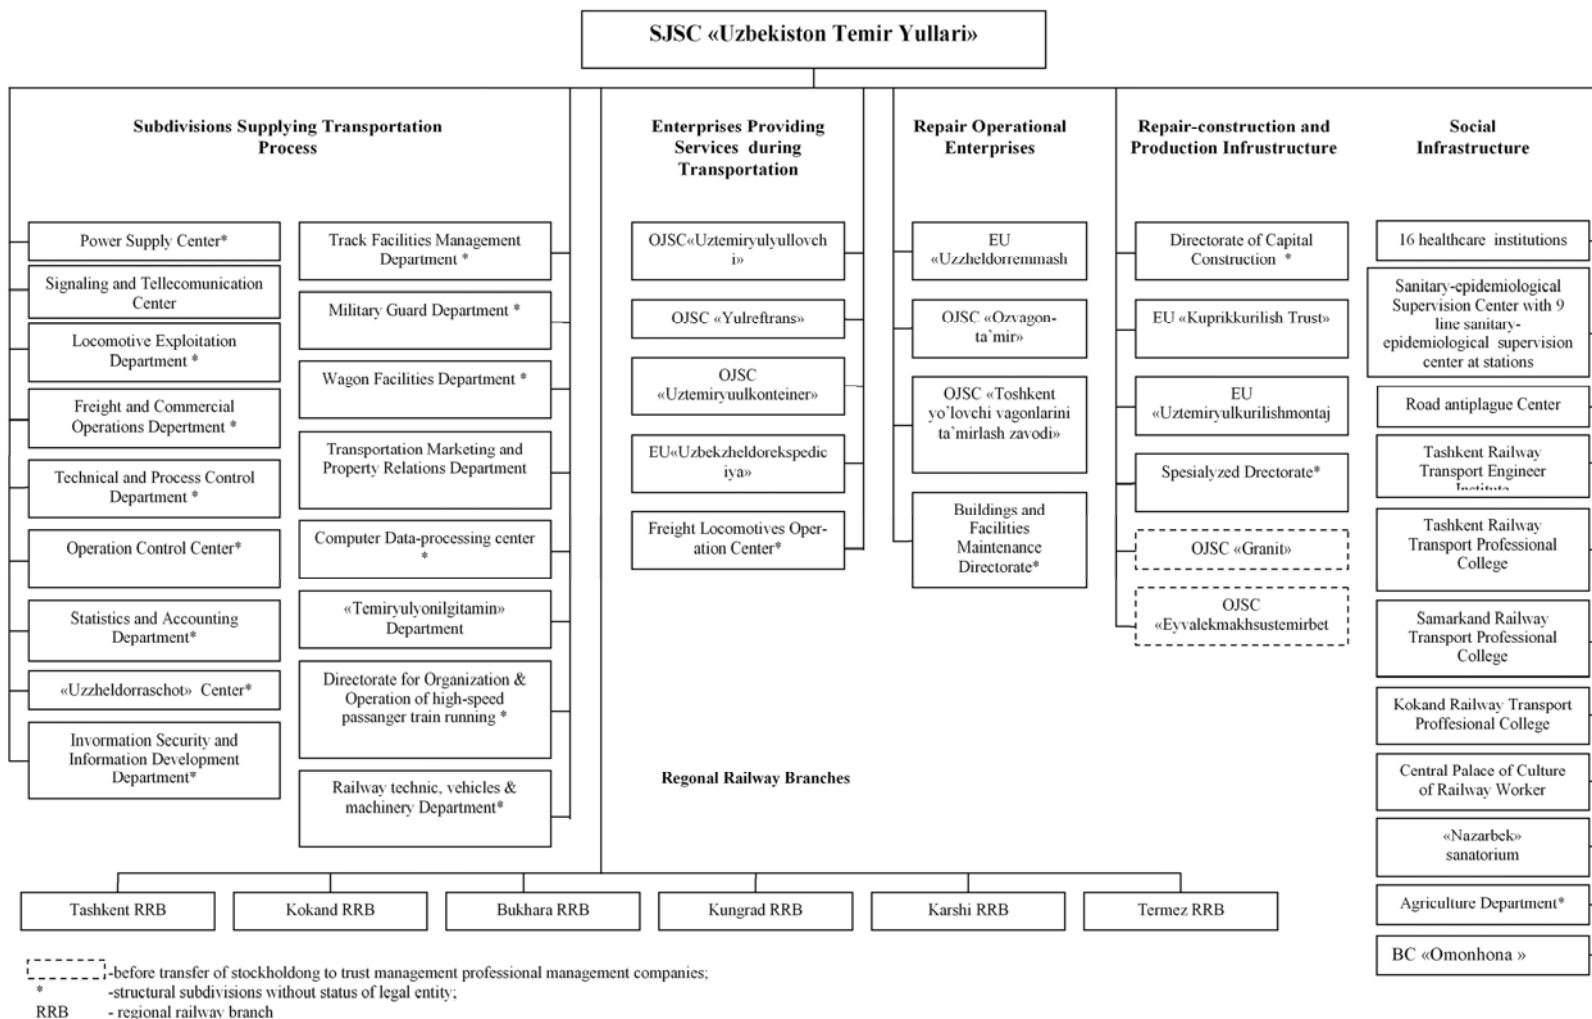 SJSC «Uzbekiston Temir Yullari»
Subdivisions Supplying Transportation
Process
Power Supply Center*
Signaling and Tellecomunication
Center
Locomotive Exploitation
Department *
Freight and Commercial
Operations Depertment *
Technical and Process Control
Department *
Operation Control Center*
Statistics and Accounting
Department*
«Uzzheldorraschot» Center*
Invormation Security and
Information Development
Department*
Track Facilities Management
Department *
Military Guard Department *
Wagon Facilities Department *
Transportation Marketing and
Property Relations Department
Computer Data-processing center
*
«Temiryulyonilgitamin»
Department
Directorate for Organization &
Operation of high-speed
passanger train running *
Railway technic, vehicles &
machinery Department*
Enterprises Providing
Services during
Transportation
OJSC«Uztemiryulyullovch
i»
OJSC «Yulreftrans»
OJSC
«Uztemiryuulkonteiner»
EU«Uzbekzheldorekspedic
iya»
Freight Locomotives Oper-
ation Center*
Repair Operational
Enterprises
EU
«Uzzheldorremmash
OJSC «Ozvagon-
ta`mir»
OJSC «Toshkent
yo`lovchi vagonlarini
ta`mirlash zavodi»
Buildings and
Facilities
Maintenance
Directorate*
Repair-construction and
Production Infrustructure
Directorate of Capital
Construction *
EU «Kuprikkurilish Trust»
EU
«Uztemiryulkurilishmontaj
Spesialyzed Drectorate*
OJSC «Granit»
OJSC
«Eyvalekmakhsustemirbet
Social
Infrastructure
16 healthcare institutions
Sanitary-epidemiological
Supervision Center with 9
line sanitary-
epidemiological supervision
center at stations
Road antiplague Center
Tashkent Railway
Transport Engineer
Institute
Tashkent Railway
Transport Professional
College
Samarkand Railway
Transport Professional
College
Kokand Railway Transport
Proffesional College
Central Palace of Culture
of Railway Worker
«Nazarbek»
sanatorium
Agriculture Department*
BC «Omonhona »
Regonal Railway Branches
Tashkent RRB
Kokand RRB
Bukhara RRB
Kungrad RRB
Karshi RRB
Termez RRB
-before transfer of stockholdong to trust management professional management companies;
* -structural subdivisions without status of legal entity;
RRB - regional railway branch